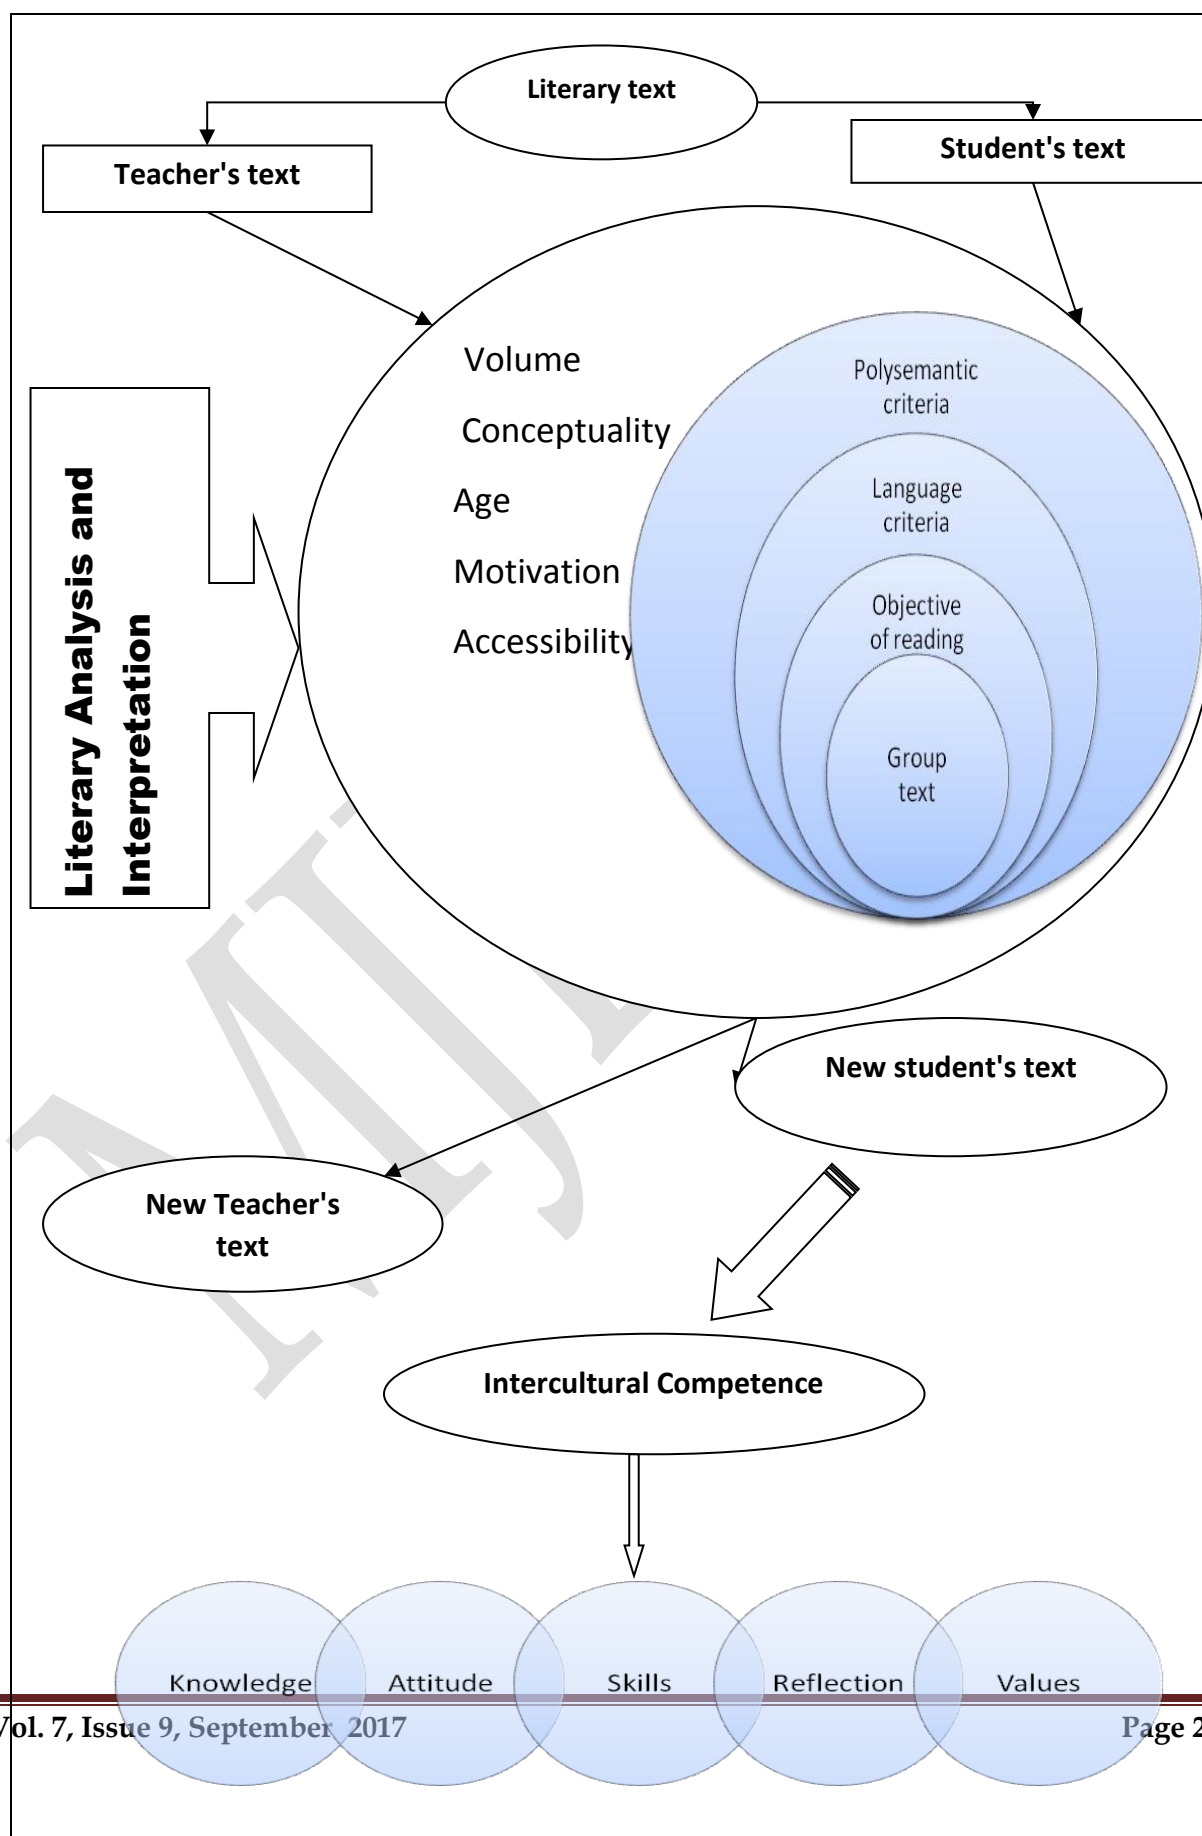 Literary text
Teacher's text
Student's text
Volume
Conceptuality
Age
Motivation
Accessibility
Polysemantic
criteria
Language
criteria
Objective
of reading
Group
text
Literary Analysis and
Interpretation
New student's text
New Teacher's
text
Intercultural Competence
Knowledge
Attitude
Skills
Reflection
Values
Vol. 7, Issue 9, September 2017
Page 2